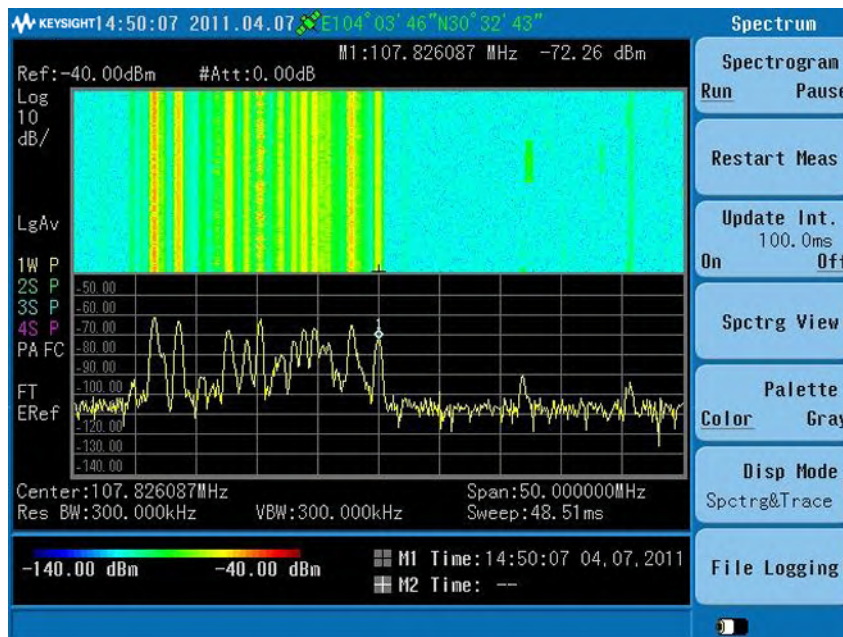 KEYSIGHT 14:50:07 2011.04.07 E104°03'46"N30°32'43" Spectrum
M1:107.826087 MHz -72.26 dBm
Ref:-40.00dBm #Att:0.00dB
Log
10
dB/
LgAv
1W P
2S P
3S P
4S P
PA FC
FT
ERef
-50.00
-60.00
-70.00
-80.00
-90.00
-100.00
-120.00
-130.00
-140.00
1
Center:107.826087MHz Span:50.000000MHz
Res BW:300.000kHz VBW:300.000kHz Sweep:48.51ms
-140.00 dBm -40.00 dBm
M1 Time:14:50:07 04,07,2011
M2 Time: --
Spectrogram
Run Pause
Restart Meas
Update Int.
100.0ms
On Off
Spctrg View
Palette
Color Gray
Disp Mode
Spctrg&Trace
File Logging